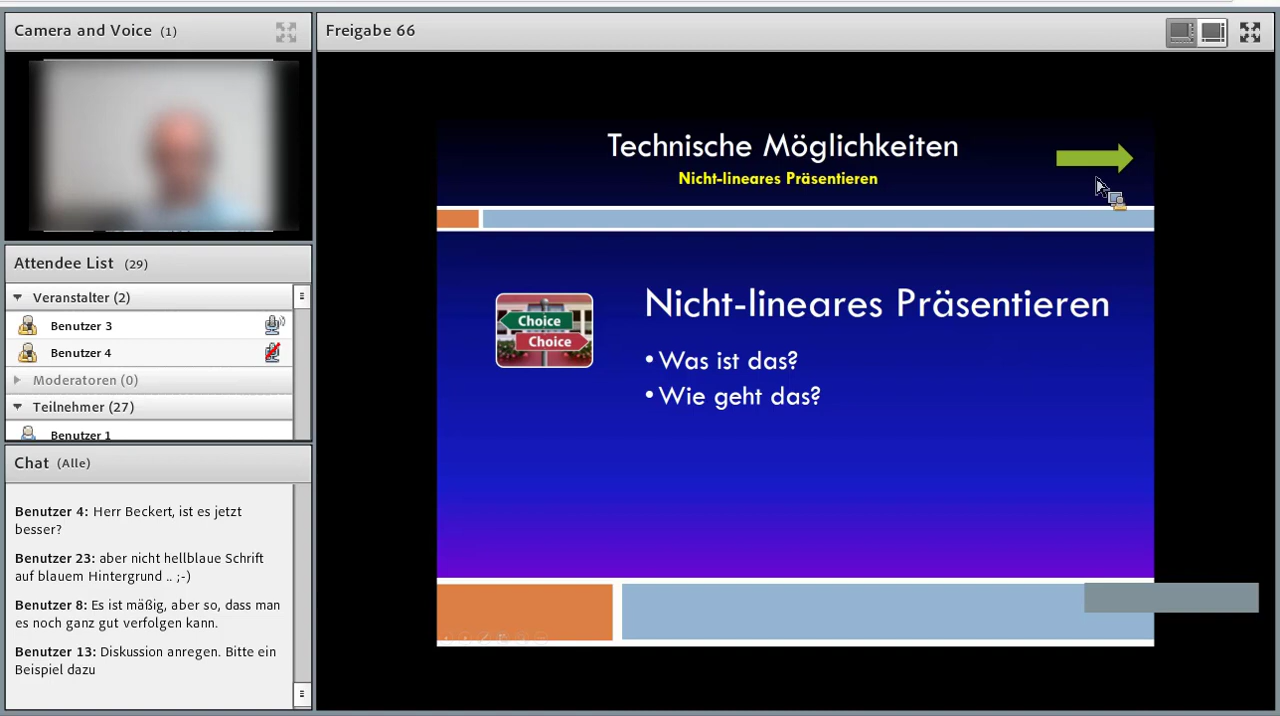 Camera and Voice (1)
Freigabe 66
Technische Möglichkeiten
Nicht-lineares Präsentieren
Attendee List (29)
Veranstalter (2)
Benutzer 3
Benutzer 4
Moderatoren (0)
Teilnehmer (27)
Benutzer 1
Choice
Choice
Nicht-lineares Präsentieren
• Was ist das?
• Wie geht das?
Chat (Alle)
Benutzer 4: Herr Beckert, ist es jetzt
besser?
Benutzer 23: aber nicht hellblaue Schrift
auf blauem Hintergrund .. ;-)
Benutzer 8: Es ist mäßig, aber so, dass man
es noch ganz gut verfolgen kann.
Benutzer 13: Diskussion anregen. Bitte ein
Beispiel dazu